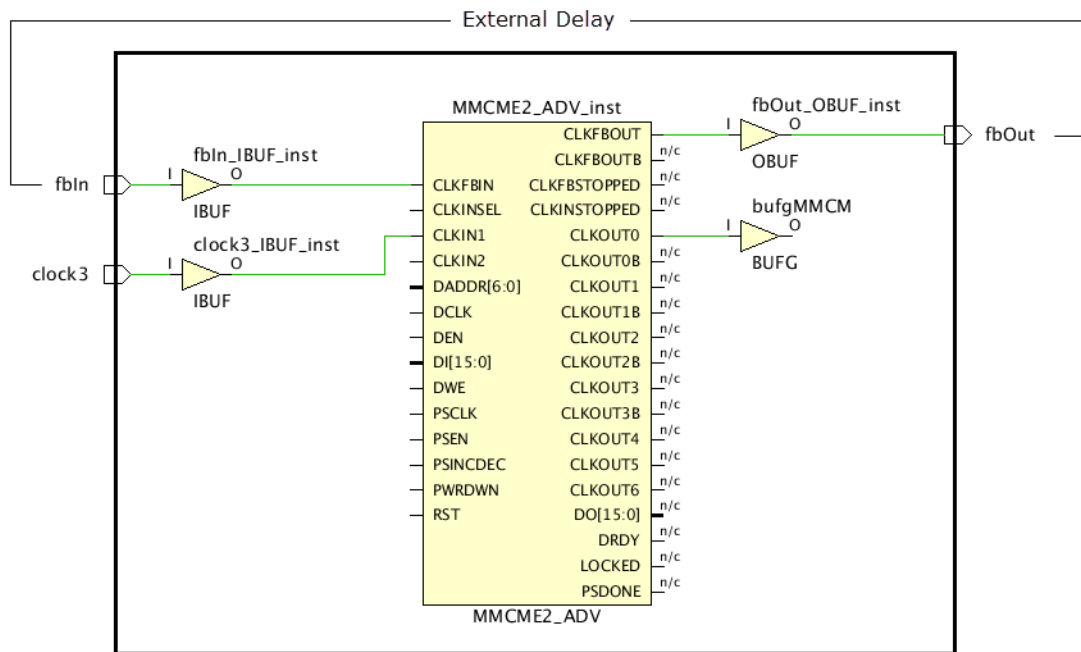 External Delay
MMCME2_ADV_inst
fbOut_OBUF_inst
I
O
fbOut
OBUF
fbIn_IBUF_inst
fbIn
I
O
IBUF
clock3_IBUF_inst
clock3
I
O
IBUF
bufgMMCM
I
O
BUFG
CLKFBIN
CLKINSEL
CLKIN1
CLKIN2
DADDR[6:0]
DCLK
DEN
DI[15:0]
DWE
PSCLK
PSEN
PSINCDEC
PWRDWN
RST
CLKFBOUT
CLKFBOUTB n/c
CLKFBSTOPPED n/c
CLKINSTOPPED n/c
CLKOUT0
CLKOUT0B n/c
CLKOUT1 n/c
CLKOUT1B n/c
CLKOUT2 n/c
CLKOUT2B n/c
CLKOUT3 n/c
CLKOUT3B n/c
CLKOUT4 n/c
CLKOUT5 n/c
CLKOUT6 n/c
DO[15:0] n/c
DRDY n/c
LOCKED n/c
PSDONE n/c
MMCME2_ADV